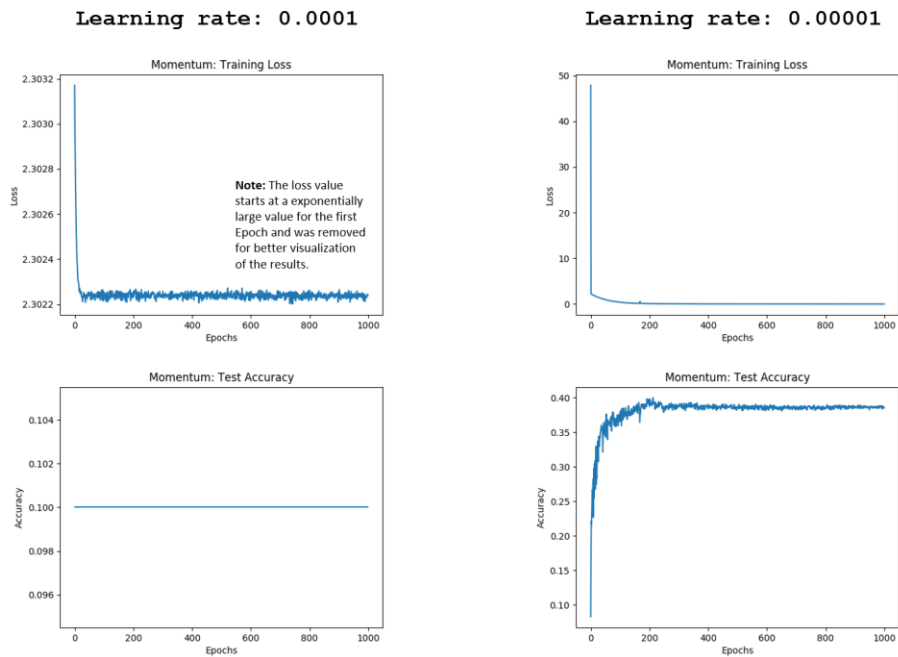 Learning rate: 0.0001
Learning rate: 0.00001
Momentum: Training Loss
2.3032
2.3030
2.3028
2.3026
2.3024
2.3022
Loss
Note: The loss value
starts at a exponentially
large value for the first
Epoch and was removed
for better visualization
of the results.
0 200 400 600 800 1000
Epochs
Momentum: Training Loss
50
40
30
20
10
0
Loss
0 200 400 600 800 1000
Epochs
Momentum: Test Accuracy
0.104
0.102
0.100
0.098
0.096
Accuracy
0 200 400 600 800 1000
Epochs
Momentum: Test Accuracy
0.40
0.35
0.30
0.25
0.20
0.15
0.10
Accuracy
0 200 400 600 800 1000
Epochs